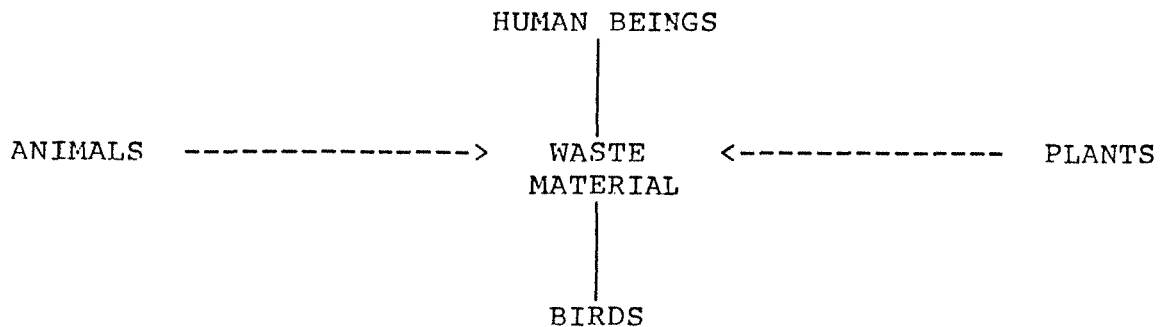 HUMAN BEINGS
ANIMALS ---------------> WASTE <-------------- PLANTS
MATERIAL
BIRDS